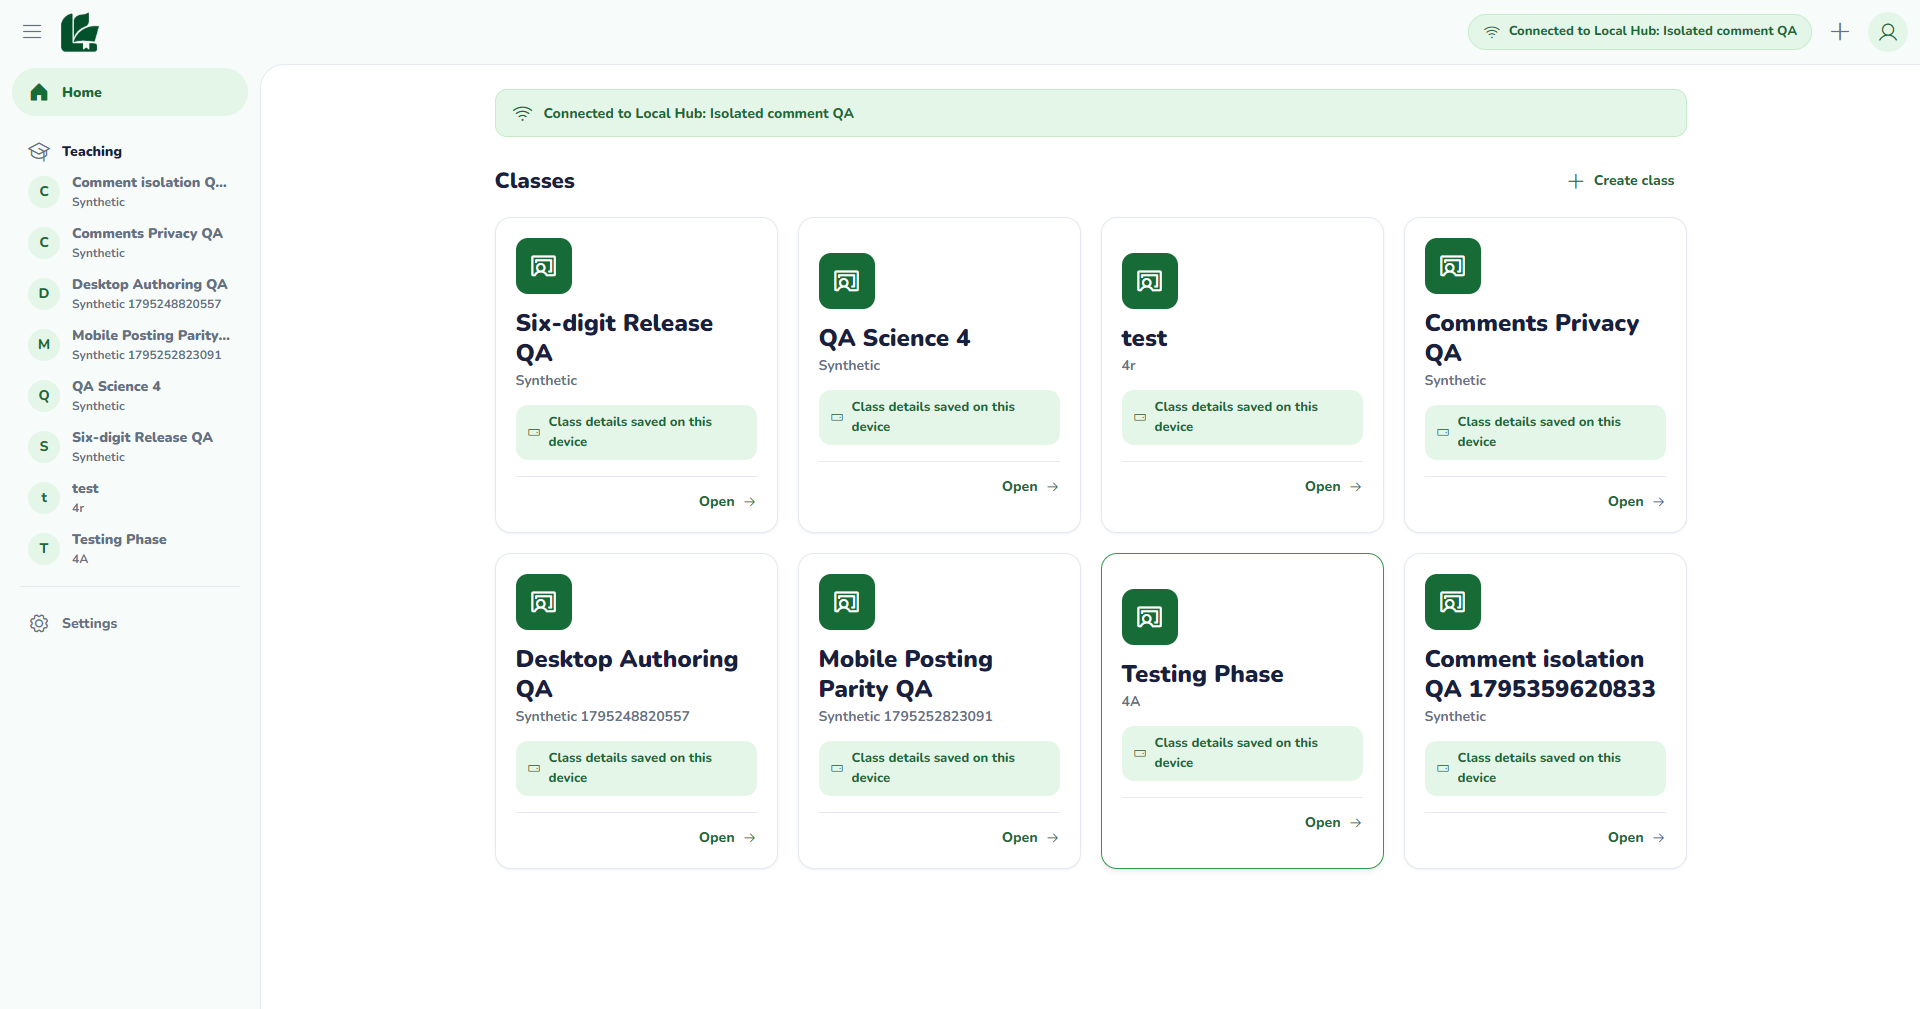 Connected to Local Hub: Isolated comment QA
Home
Teaching
C
Comment isolation Q...
Synthetic
C
Comments Privacy QA
Synthetic
D
Desktop Authoring QA
Synthetic 1795248820557
M
Mobile Posting Parity...
Synthetic 1795252823091
Q
QA Science 4
Synthetic
S
Six-digit Release QA
Synthetic
t
test
4r
T
Testing Phase
4A
Settings
Connected to Local Hub: Isolated comment QA
Classes
Create class
Six-digit Release
QA
Synthetic
Class details saved on this
device
Open
QA Science 4
Synthetic
Class details saved on this
device
Open
test
4r
Class details saved on this
device
Open
Comments Privacy
QA
Synthetic
Class details saved on this
device
Open
Desktop Authoring
QA
Synthetic 1795248820557
Class details saved on this
device
Open
Mobile Posting
Parity QA
Synthetic 1795252823091
Class details saved on this
device
Open
Testing Phase
4A
Class details saved on this
device
Open
Comment isolation
QA 1795359620833
Synthetic
Class details saved on this
device
Open